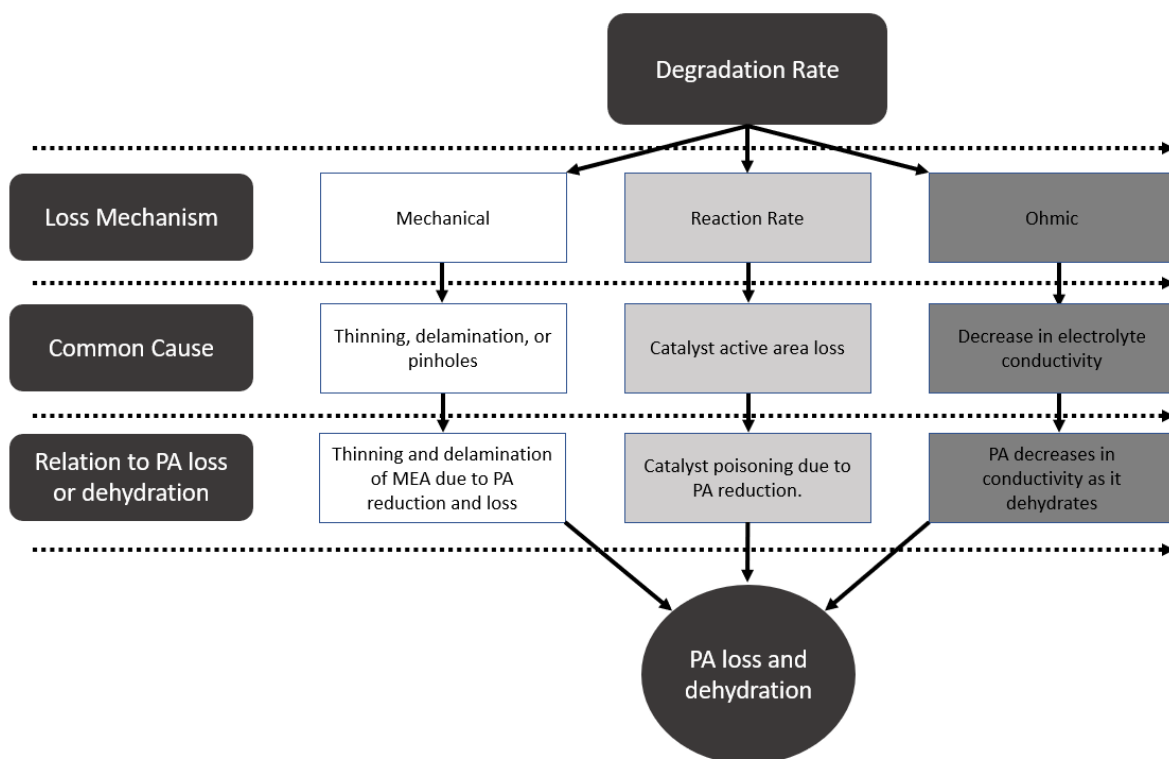 Degradation Rate
Loss Mechanism
Mechanical
Reaction Rate
Ohmic
Common Cause
Thinning, delamination, or
pinholes
Catalyst active area loss
Decrease in electrolyte
conductivity
Relation to PA loss
or dehydration
Thinning and delamination
of MEA due to PA
reduction and loss
Catalyst poisoning due to
PA reduction.
PA decreases in
conductivity as it
dehydrates
PA loss and
dehydration